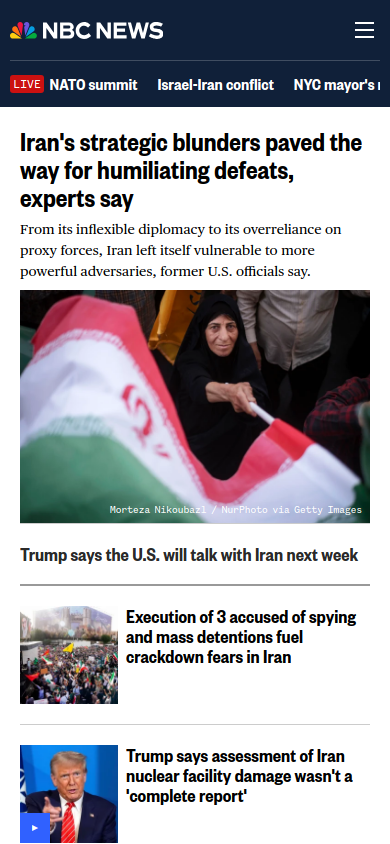 NBC NEWS
LIVE NATO summit Israel-Iran conflict NYC mayor's
Iran's strategic blunders paved the
way for humiliating defeats,
experts say
From its inflexible diplomacy to its overreliance on
proxy forces, Iran left itself vulnerable to more
powerful adversaries, former U.S. officials say.
Morteza Nikoubazl / NurPhoto via Getty Images
Trump says the U.S. will talk with Iran next week
Execution of 3 accused of spying
and mass detentions fuel
crackdown fears in Iran
Trump says assessment of Iran
nuclear facility damage wasn't a
'complete report'